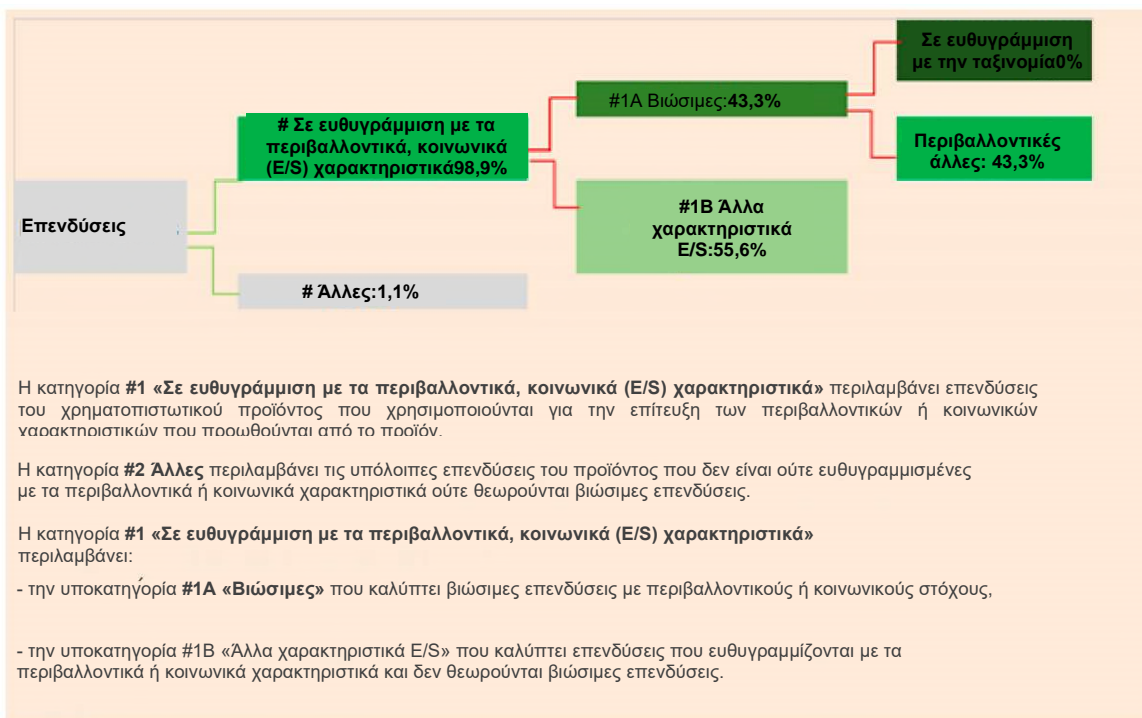 Σε ευθυγράμμιση
με την ταξινομία0%
#1Α Βιώσιμες:43,3%
# Σε ευθυγράμμιση με τα
περιβαλλοντικά, κοινωνικά
(E/S) χαρακτηριστικά98,9%
Περιβαλλοντικές
άλλες: 43,3%
Επενδύσεις
#1Β Άλλα
χαρακτηριστικά
E/S:55,6%
# Άλλες:1,1%
Η κατηγορία #1 «Σε ευθυγράμμιση με τα περιβαλλοντικά, κοινωνικά (E/S) χαρακτηριστικά» περιλαμβάνει επενδύσεις
του χρηματοπιστωτικού προϊόντος που χρησιμοποιούνται για την επίτευξη των περιβαλλοντικών ή κοινωνικών
χαρακτηριστικών που προωθούνται από το προϊόν.
Η κατηγορία #2 Άλλες περιλαμβάνει τις υπόλοιπες επενδύσεις του προϊόντος που δεν είναι ούτε ευθυγραμμισμένες
με τα περιβαλλοντικά ή κοινωνικά χαρακτηριστικά ούτε θεωρούνται βιώσιμες επενδύσεις.
Η κατηγορία #1 «Σε ευθυγράμμιση με τα περιβαλλοντικά, κοινωνικά (E/S) χαρακτηριστικά»
περιλαμβάνει:
- την υποκατηγορία #1Α «Βιώσιμες» που καλύπτει βιώσιμες επενδύσεις με περιβαλλοντικούς ή κοινωνικούς στόχους,
- την υποκατηγορία #1Β «Άλλα χαρακτηριστικά E/S» που καλύπτει επενδύσεις που ευθυγραμμίζονται με τα
περιβαλλοντικά ή κοινωνικά χαρακτηριστικά και δεν θεωρούνται βιώσιμες επενδύσεις.